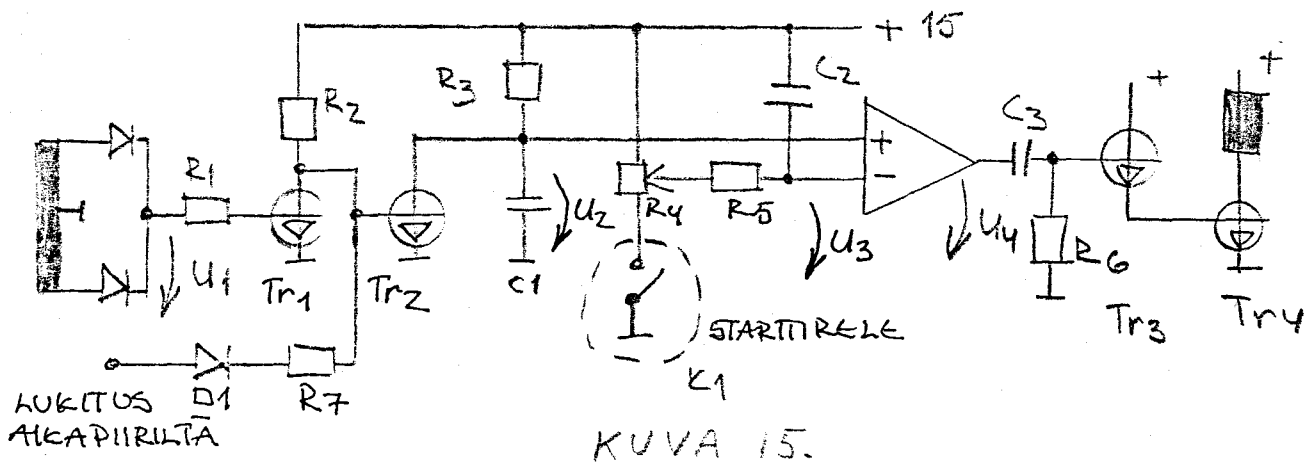 + 15
R3
C2
R2
+
+
C3
R1
+
-
R4
R5
U2
U3
U4
R6
U1
Tr1
Tr2
C1
STARTTIRELE
Tr3
Tr4
K1
LUKITUS
AIKAPIIRILTÄ
D1
R7
KUVA 15.